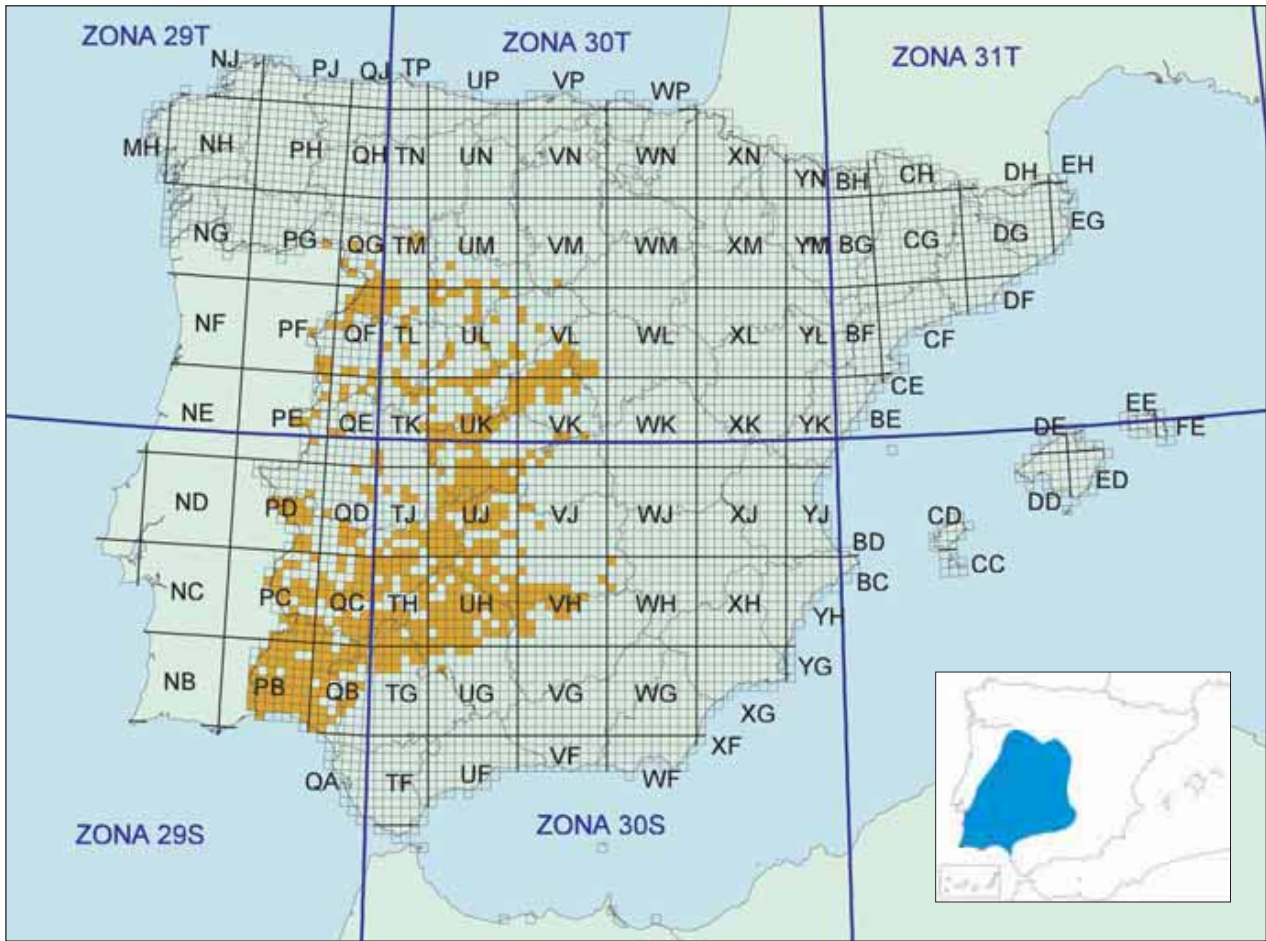 ZONA 29T
ZONA 30T
ZONA 31T
NJ PJ QJ TP UP VP WP
MH NH PH QH TN UN VN WN XN YN BH CH DH EH
NG PG QG TM UM VM WM XM YM BG CG DG EG
NF PF QF TL UL VL WL XL YL BF CF DF
CE
NE PE QE TK UK VK WK XK YK BE DE EE FE
ND PD QD TJ UJ VJ WJ XJ YJ BD CD DD ED
NC PC QC TH UH VH WH XH YH BC CC
NB PB QB TG UG VG WG XG YG
QA TF UF VF WF XF
ZONA 29S
ZONA 30S